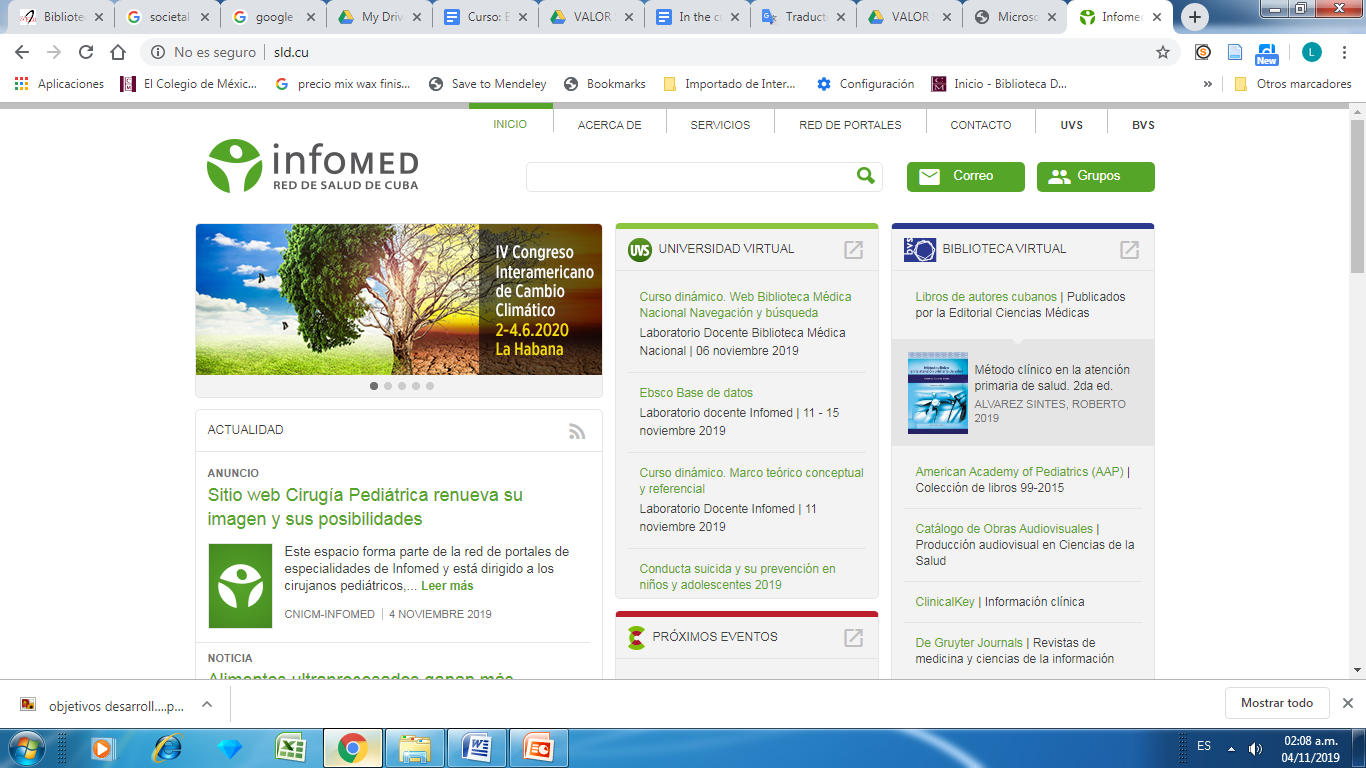 Bibliote
societal
google
My Driv
Curso: E
VALOR
In the c
Traduct
VALOR
Microso
Infome
No es seguro | sld.cu
New
L
Aplicaciones
El Colegio de Méxic...
precio mix wax finis...
Save to Mendeley
Bookmarks
Importado de Inter...
Configuración
Inicio - Biblioteca D...
»
Otros marcadores
INICIO
ACERCA DE
SERVICIOS
RED DE PORTALES
CONTACTO
UVS
BVS
infoMED
RED DE SALUD DE CUBA
Correo
Grupos
IV Congreso
Interamericano
de Cambio
Climático
2-4.6.2020
La Habana
ACTUALIDAD
ANUNCIO
Sitio web Cirugía Pediátrica renueva su
imagen y sus posibilidades
Este espacio forma parte de la red de portales de
especialidades de Infomed y está dirigido a los
cirujanos pediátricos,... Leer más
CNICM-INFOMED | 4 NOVIEMBRE 2019
NOTICIA
Alimentos ultraprocesados ganan más
UVS
UNIVERSIDAD VIRTUAL
Curso dinámico. Web Biblioteca Médica
Nacional Navegación y búsqueda
Laboratorio Docente Biblioteca Médica
Nacional | 06 noviembre 2019
Ebsco Base de datos
Laboratorio docente Infomed | 11 - 15
noviembre 2019
Curso dinámico. Marco teórico conceptual
y referencial
Laboratorio Docente Infomed | 11
noviembre 2019
Conducta suicida y su prevención en
niños y adolescentes 2019
PRÓXIMOS EVENTOS
BVS
BIBLIOTECA VIRTUAL
Libros de autores cubanos | Publicados
por la Editorial Ciencias Médicas
Método clínico en la atención
primaria de salud. 2da ed.
ALVAREZ SINTES, ROBERTO
2019
American Academy of Pediatrics (AAP) |
Colección de libros 99-2015
Catálogo de Obras Audiovisuales |
Producción audiovisual en Ciencias de la
Salud
ClinicalKey | Información clínica
De Gruyter Journals | Revistas de
medicina y ciencias de la información
objetivos desarroll....p...
Mostrar todo
ES
02:08 a.m.
04/11/2019